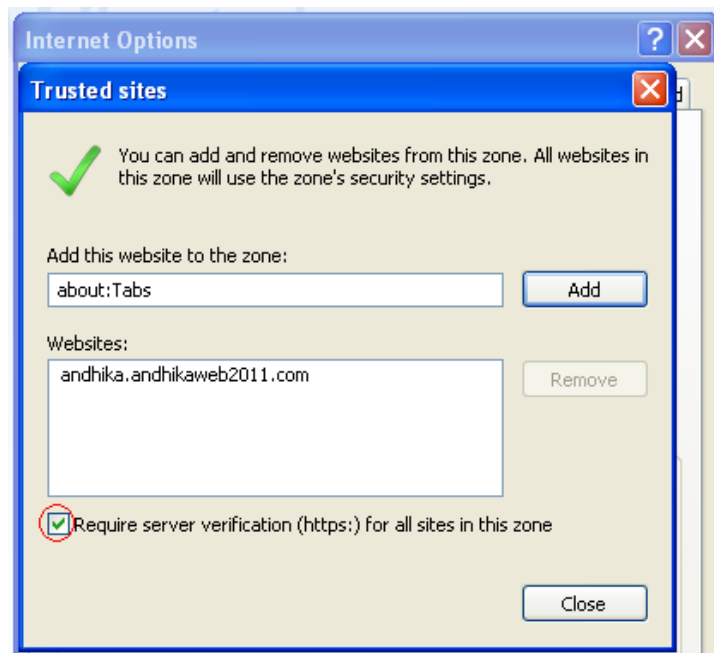 Internet Options
Trusted sites
You can add and remove websites from this zone. All websites in
this zone will use the zone's security settings.
Add this website to the zone:
about:Tabs
Add
Websites:
andhika.andhikaweb2011.com
Remove
Require server verification (https:) for all sites in this zone
Close